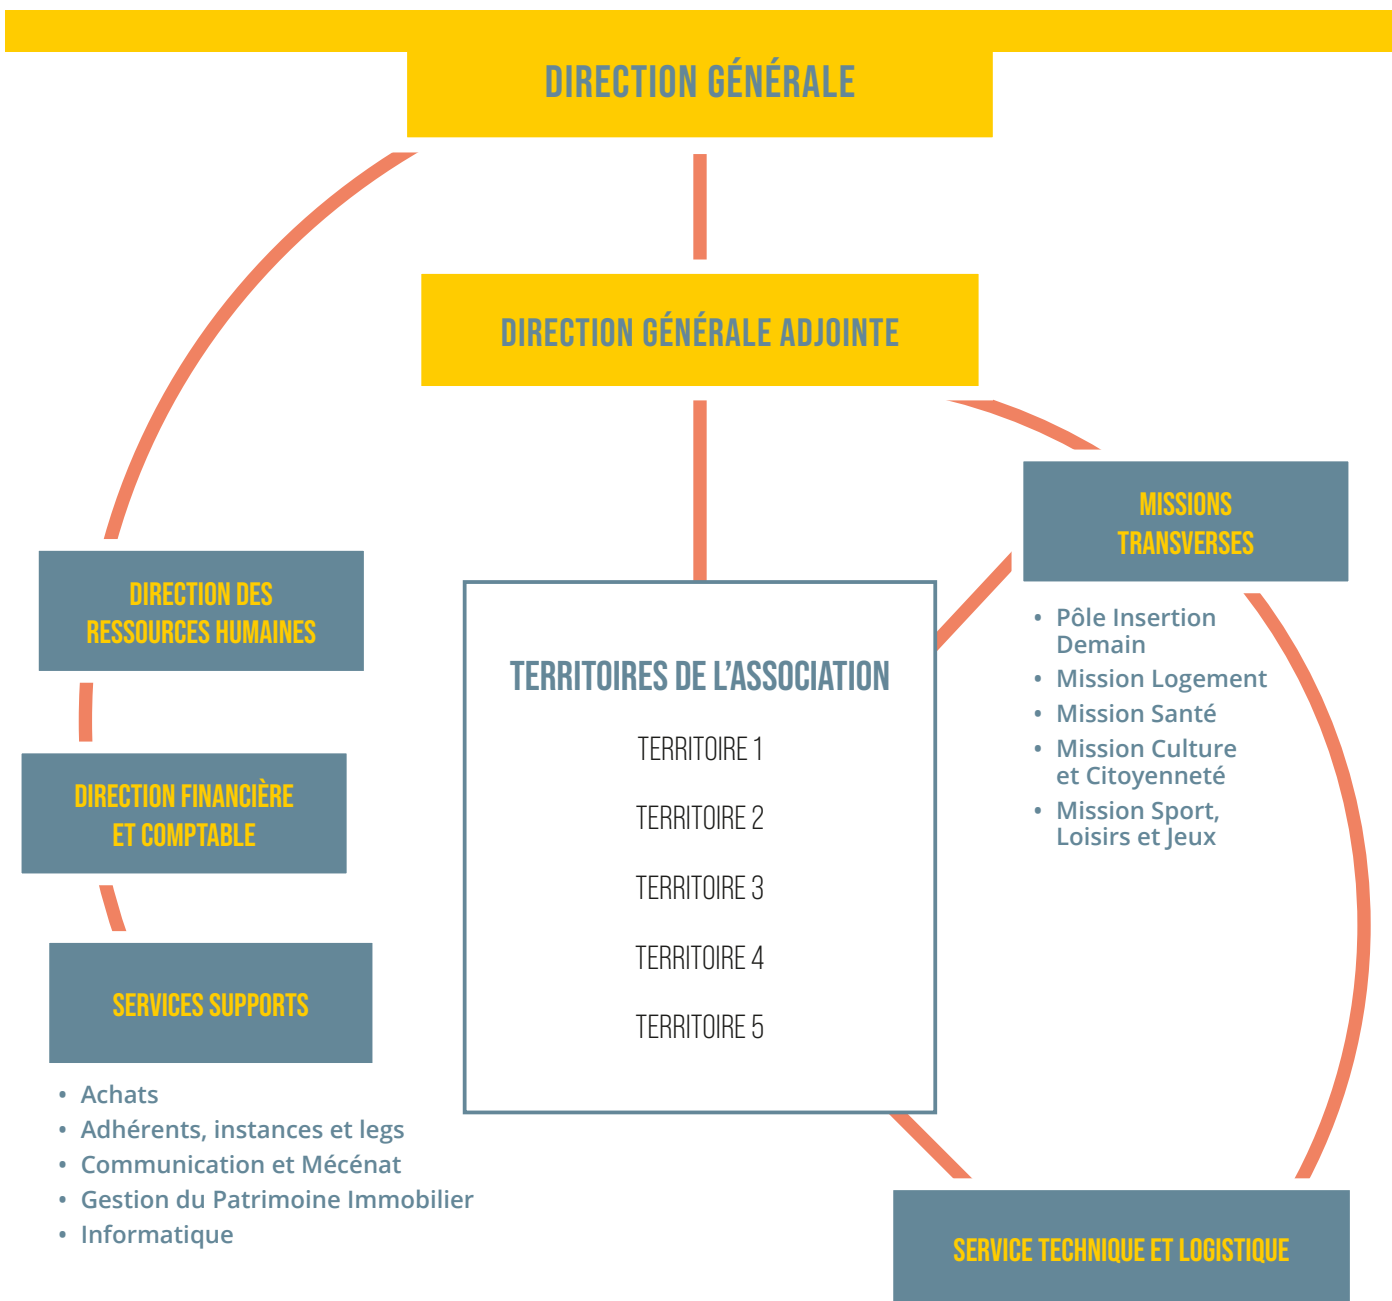 DIRECTION GÉNÉRALE
DIRECTION GÉNÉRALE ADJOINTE
MISSIONS
TRANSVERSES
• Pôle Insertion
Demain
• Mission Logement
• Mission Santé
• Mission Culture
et Citoyenneté
• Mission Sport,
Loisirs et Jeux
DIRECTION DES
RESSOURCES HUMAINES
DIRECTION FINANCIÈRE
ET COMPTABLE
SERVICES SUPPORTS
• Achats
• Adhérents, instances et legs
• Communication et Mécénat
• Gestion du Patrimoine Immobilier
• Informatique
TERRITOIRES DE L’ASSOCIATION
TERRITOIRE 1
TERRITOIRE 2
TERRITOIRE 3
TERRITOIRE 4
TERRITOIRE 5
SERVICE TECHNIQUE ET LOGISTIQUE